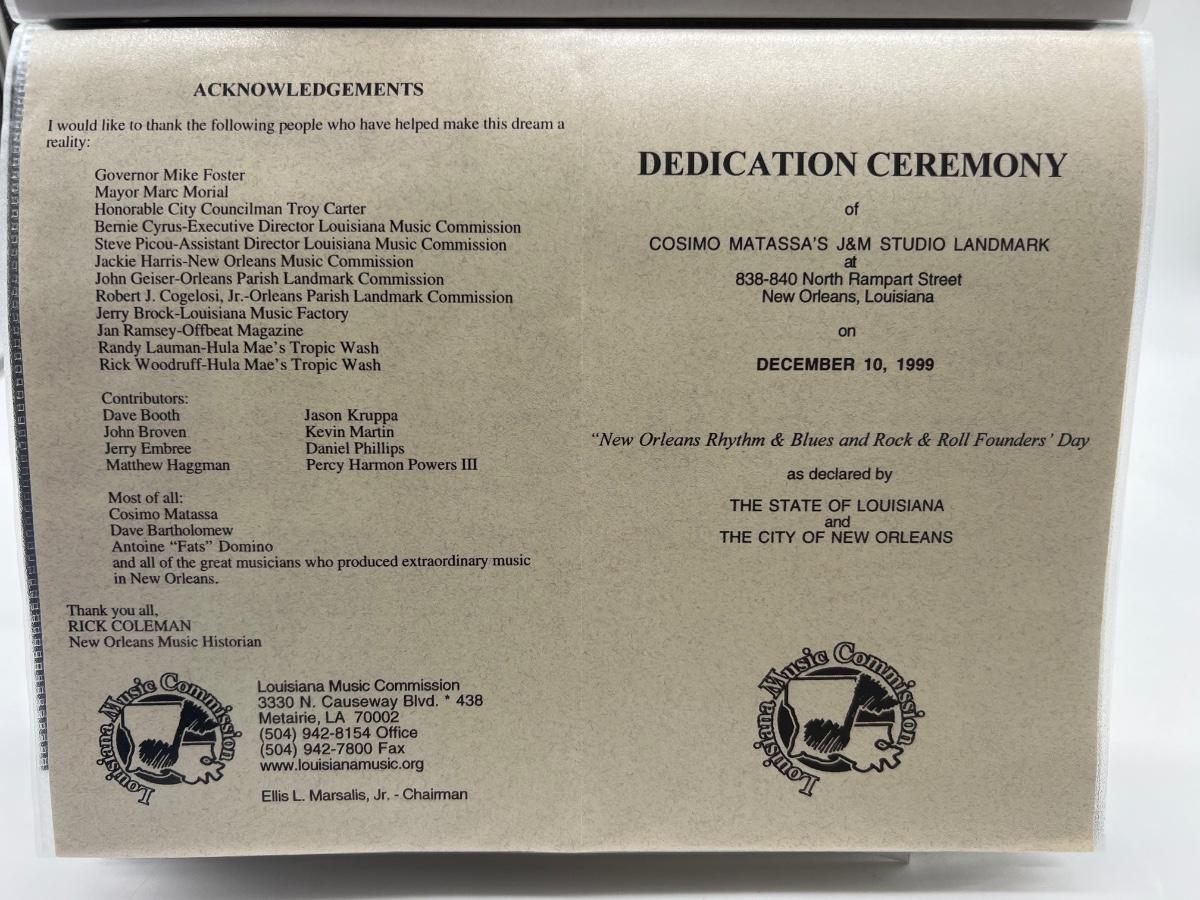 ACKNOWLEDGEMENTS
I would like to thank the following people who have helped make this dream a
reality:
Governor Mike Foster
Mayor Marc Morial
Honorable City Councilman Troy Carter
Bernie Cyrus-Executive Director Louisiana Music Commission
Steve Picou-Assistant Director Louisiana Music Commission
Jackie Harris-New Orleans Music Commission
John Geiser-Orleans Parish Landmark Commission
Robert J. Cogelosi, Jr.-Orleans Parish Landmark Commission
Jerry Brock-Louisiana Music Factory
Jan Ramsey-Offbeat Magazine
Randy Lauman-Hula Mae's Tropic Wash
Rick Woodruff-Hula Mae's Tropic Wash
Contributors:
Dave Booth Jason Kruppa
John Broven Kevin Martin
Jerry Embree Daniel Phillips
Matthew Haggman Percy Harmon Powers III
Most of all:
Cosimo Matassa
Dave Bartholomew
Antoine "Fats" Domino
and all of the great musicians who produced extraordinary music
in New Orleans.
Thank you all,
RICK COLEMAN
New Orleans Music Historian
Louisiana Music Commission
Louisiana Music Commission
3330 N. Causeway Blvd. * 438
Metairie, LA 70002
(504) 942-8154 Office
(504) 942-7800 Fax
www.louisianamusic.org
Ellis L. Marsalis, Jr. - Chairman
DEDICATION CEREMONY
of
COSIMO MATASSA'S J&M STUDIO LANDMARK
at
838-840 North Rampart Street
New Orleans, Louisiana
on
DECEMBER 10, 1999
"New Orleans Rhythm & Blues and Rock & Roll Founders' Day
as declared by
THE STATE OF LOUISIANA
and
THE CITY OF NEW ORLEANS
Louisiana Music Commission